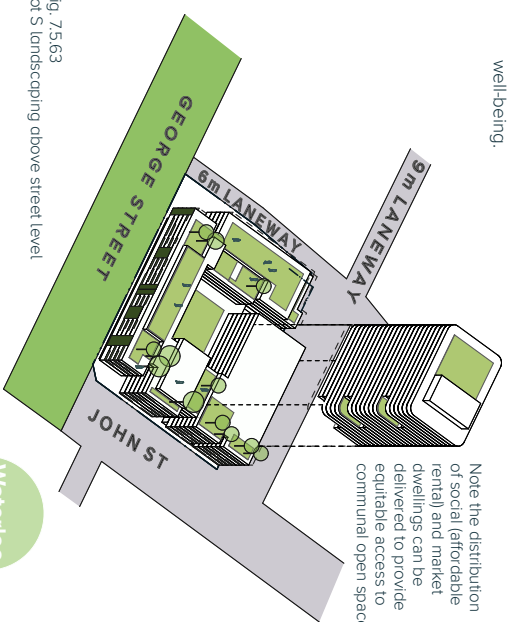 well-being.
9m LANEWAY
6m LANEWAY
GEORGE STREET
JOHN ST
Note the distribution
of social (affordable
rental) and market
dwellings can be
delivered to provide
equitable access to
communal open space
ig. 7.5.63
ot S landscaping above street level